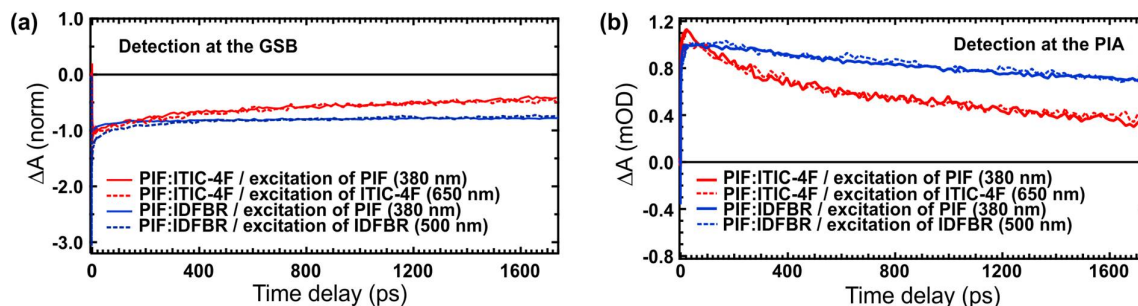 (a)
Detection at the GSB
ΔA (norm)
1.0
0.0
-1.0
-2.0
-3.0
PIF:ITIC-4F / excitation of PIF (380 nm)
PIF:ITIC-4F / excitation of ITIC-4F (650 nm)
PIF:IDFBR / excitation of PIF (380 nm)
PIF:IDFBR / excitation of IDFBR (500 nm)
0
400
800
1200
1600
Time delay (ps)
(b)
Detection at the PIA
ΔA (mOD)
1.2
0.8
0.4
0.0
-0.4
-0.8
PIF:ITIC-4F / excitation of PIF (380 nm)
PIF:ITIC-4F / excitation of ITIC-4F (650 nm)
PIF:IDFBR / excitation of PIF (380 nm)
PIF:IDFBR / excitation of IDFBR (500 nm)
0
400
800
1200
1600
Time delay (ps)